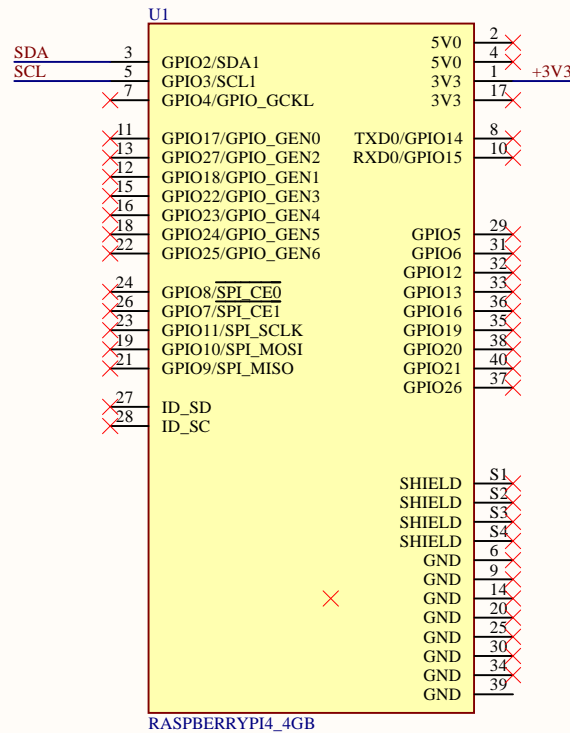 U1
SDA 3 GPIO2/SDA1
SCL 5 GPIO3/SCL1
7 GPIO4/GPIO_GCKL
11 GPIO17/GPIO_GEN0
13 GPIO27/GPIO_GEN2
12 GPIO18/GPIO_GEN1
15 GPIO22/GPIO_GEN3
16 GPIO23/GPIO_GEN4
18 GPIO24/GPIO_GEN5
22 GPIO25/GPIO_GEN6
24 GPIO8/SPI_CE0
26 GPIO7/SPI_CE1
23 GPIO11/SPI_SCLK
19 GPIO10/SPI_MOSI
21 GPIO9/SPI_MISO
27 ID_SD
28 ID_SC
5V0 2
5V0 4
3V3 1 +3V3
3V3 17
TXD0/GPIO14 8
RXD0/GPIO15 10
GPIO5 29
GPIO6 31
GPIO12 32
GPIO13 33
GPIO16 36
GPIO19 35
GPIO20 38
GPIO21 40
GPIO26 37
SHIELD S1
SHIELD S2
SHIELD S3
SHIELD S4
GND 6
GND 9
GND 14
GND 20
GND 25
GND 30
GND 34
GND 39
RASPBERRYPI4_4GB